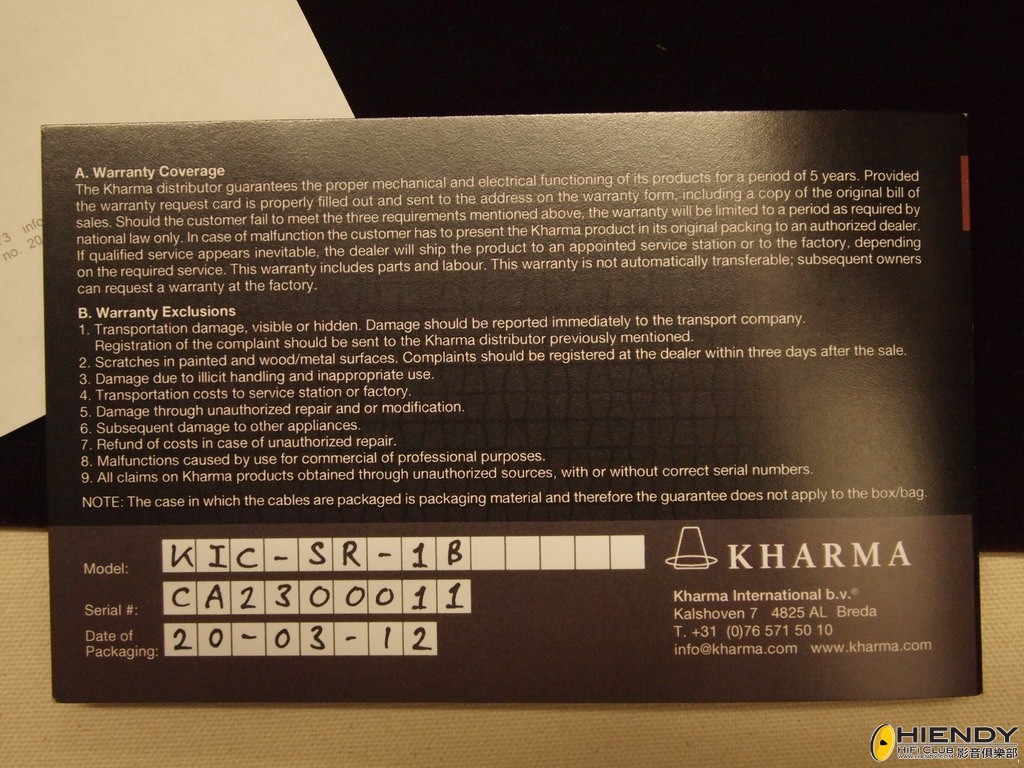 A. Warranty Coverage
The Kharma distributor guarantees the proper mechanical and electrical functioning of its products for a period of 5 years. Provided
the warranty request card is properly filled out and sent to the address on the warranty form, including a copy of the original bill of
sales. Should the customer fail to meet the three requirements mentioned above, the warranty will be limited to a period as required by
national law only. In case of malfunction the customer has to present the Kharma product in its original packing to an authorized dealer.
If qualified service appears inevitable, the dealer will ship the product to an appointed service station or to the factory, depending
on the required service. This warranty includes parts and labour. This warranty is not automatically transferable; subsequent owners
can request a warranty at the factory.
B. Warranty Exclusions
1. Transportation damage, visible or hidden. Damage should be reported immediately to the transport company.
Registration of the complaint should be sent to the Kharma distributor previously mentioned.
2. Scratches in painted and wood/metal surfaces. Complaints should be registered at the dealer within three days after the sale.
3. Damage due to illicit handling and inappropriate use.
4. Transportation costs to service station or factory.
5. Damage through unauthorized repair and or modification.
6. Subsequent damage to other appliances.
7. Refund of costs in case of unauthorized repair.
8. Malfunctions caused by use for commercial of professional purposes.
9. All claims on Kharma products obtained through unauthorized sources, with or without correct serial numbers.
NOTE: The case in which the cables are packaged is packaging material and therefore the guarantee does not apply to the box/bag.
Model: KIC-SR-1B
Serial #: CA2300011
Date of
Packaging: 20-03-12
KHARMA
Kharma International b.v.®
Kalshoven 7 4825 AL Breda
T. +31 (0)76 571 50 10
info@kharma.com www.kharma.com
73 info
no. 20
HIENDY
HIFI CLUB 影音俱樂部
WWW.HIENDY.COM